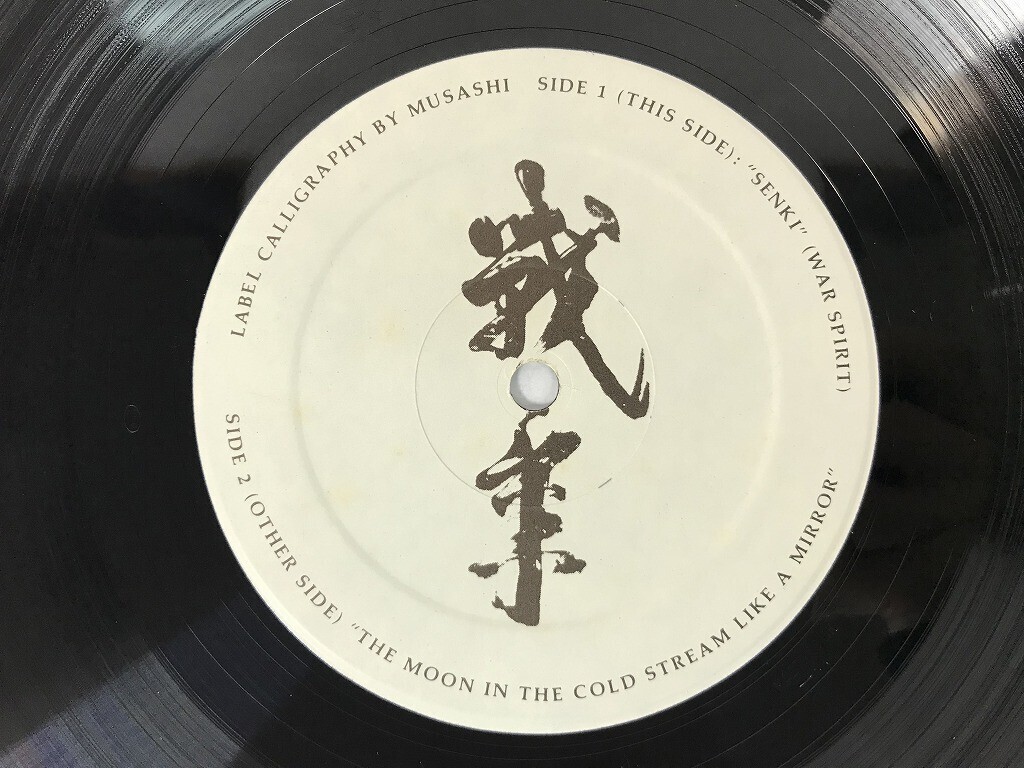 LABEL CALLIGRAPHY BY MUSASHI
SIDE 1 (THIS SIDE): "SENKI" (WAR SPIRIT)
戰氣
SIDE 2 (OTHER SIDE) "THE MOON IN THE COLD STREAM LIKE A MIRROR"